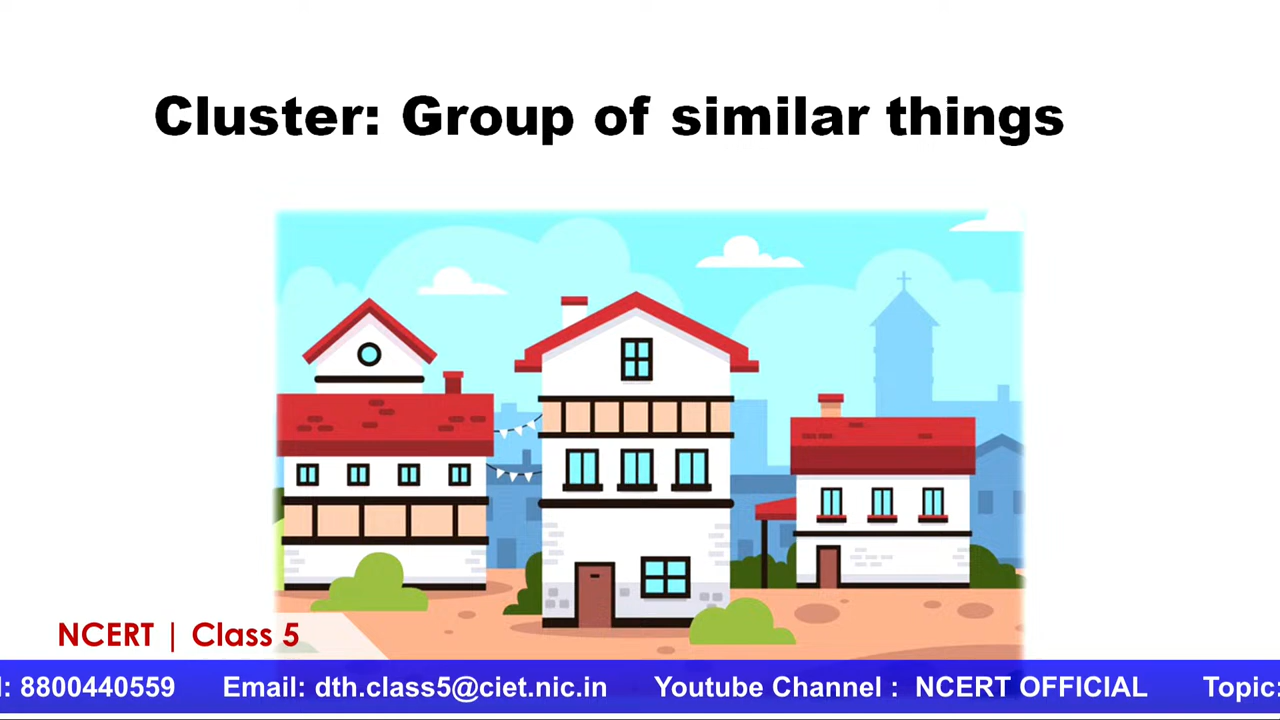 Cluster: Group of similar things
NCERT | Class 5
: 8800440559 Email: dth.class5@ciet.nic.in Youtube Channel : NCERT OFFICIAL Topic: